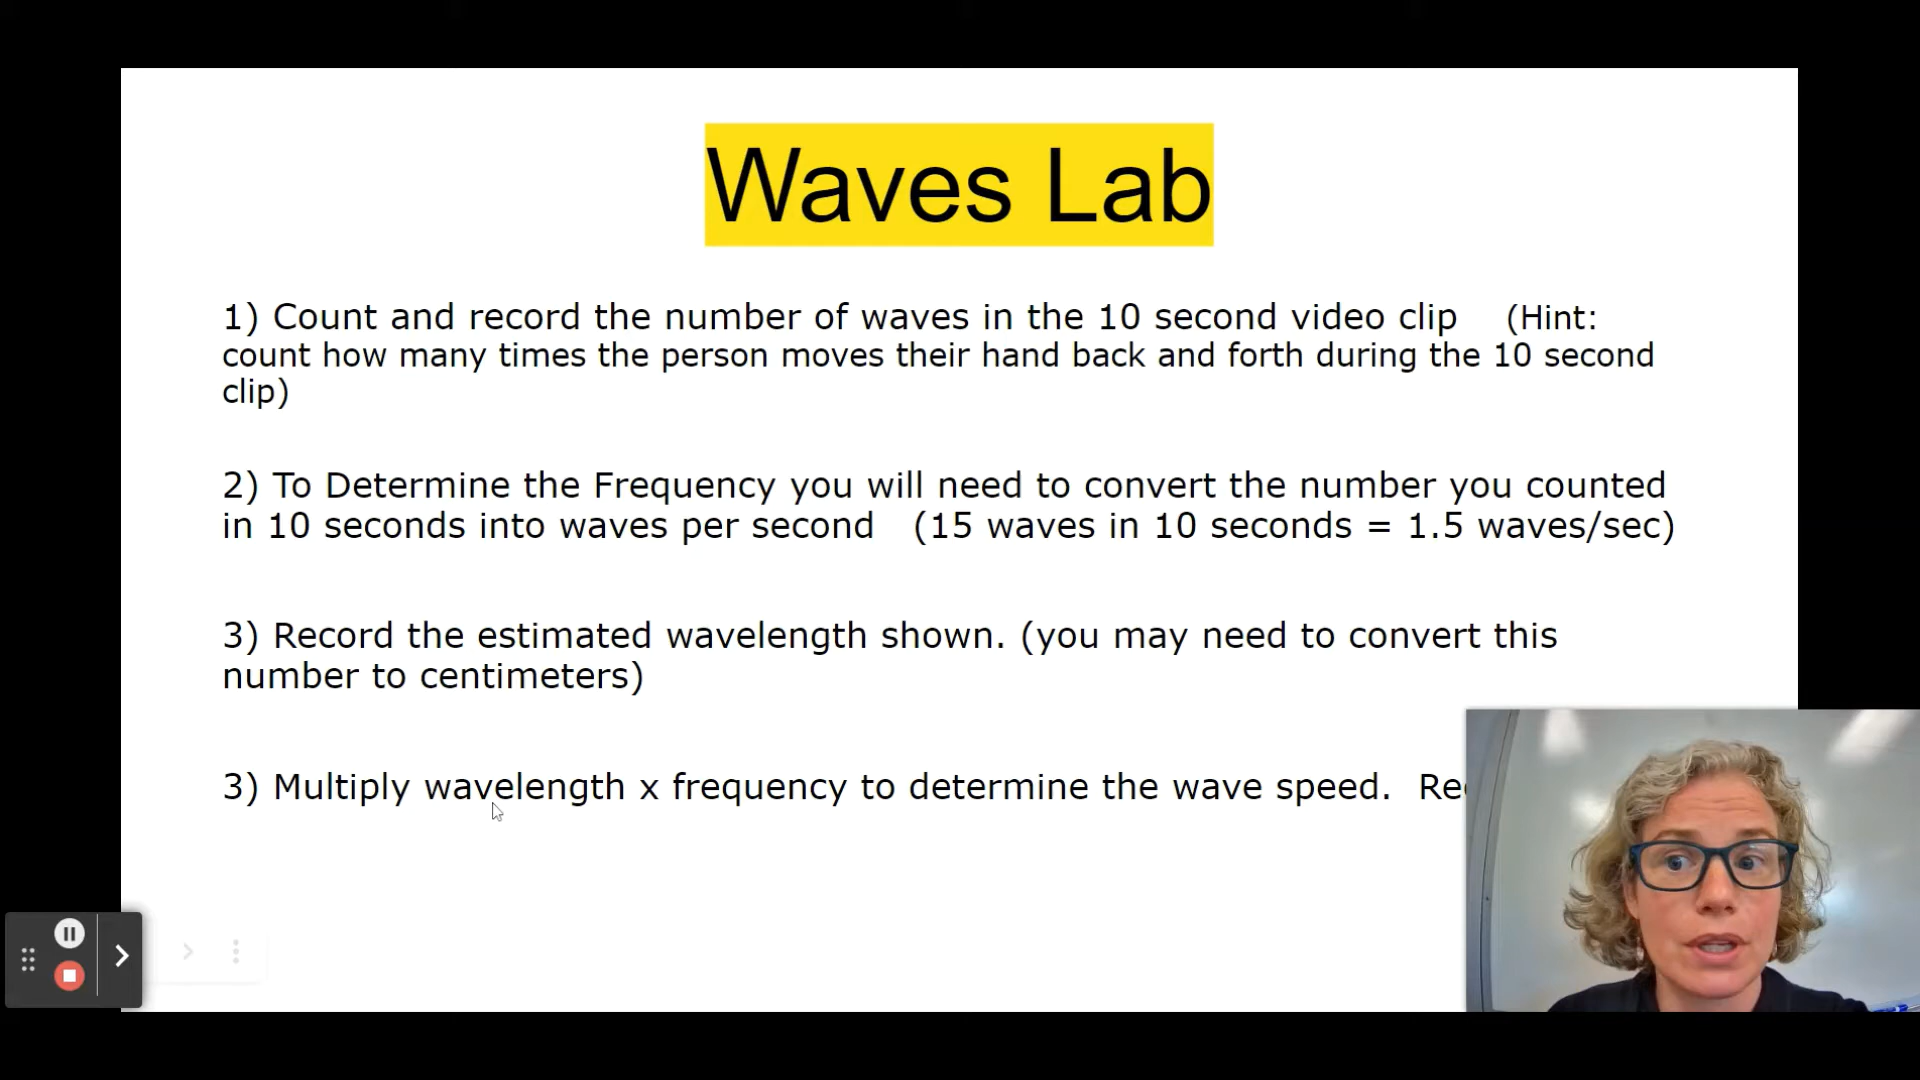 Waves Lab
1) Count and record the number of waves in the 10 second video clip (Hint:
count how many times the person moves their hand back and forth during the 10 second
clip)
2) To Determine the Frequency you will need to convert the number you counted
in 10 seconds into waves per second (15 waves in 10 seconds = 1.5 waves/sec)
3) Record the estimated wavelength shown. (you may need to convert this
number to centimeters)
3) Multiply wavelength x frequency to determine the wave speed.